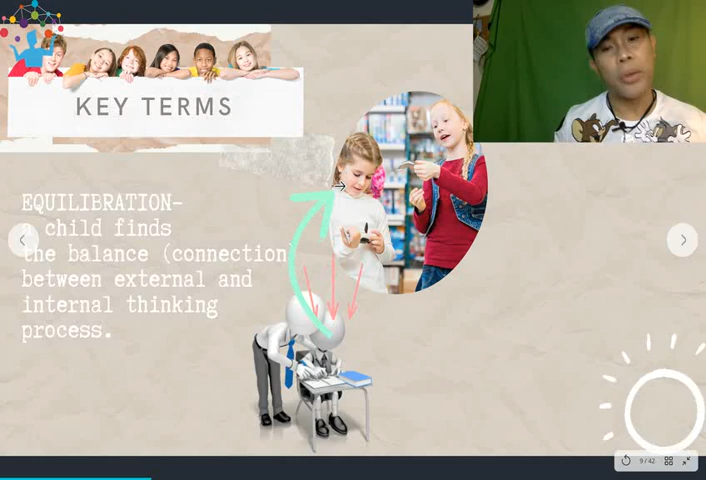 KEY TERMS
EQUILIBRATION-
a child finds
the balance (connection
between external and
internal thinking
process.
9 / 42